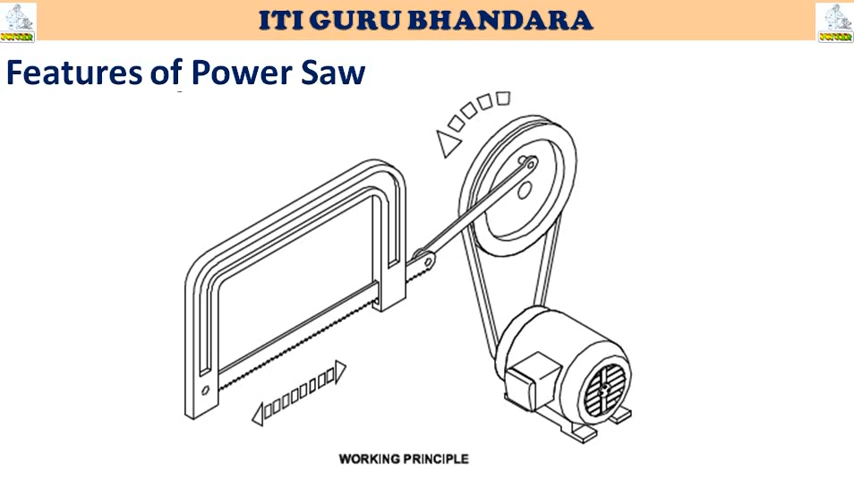 ITI GURU BHANDARA
Features of Power Saw
WORKING PRINCIPLE